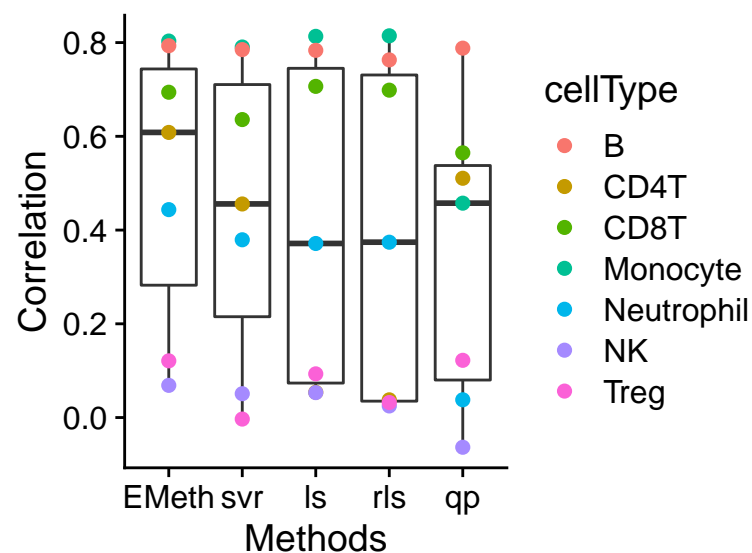 0.8
0.6
0.4
0.2
0.0
Correlation
EMeth svr ls rls qp
Methods
cellType
B
CD4T
CD8T
Monocyte
Neutrophil
NK
Treg